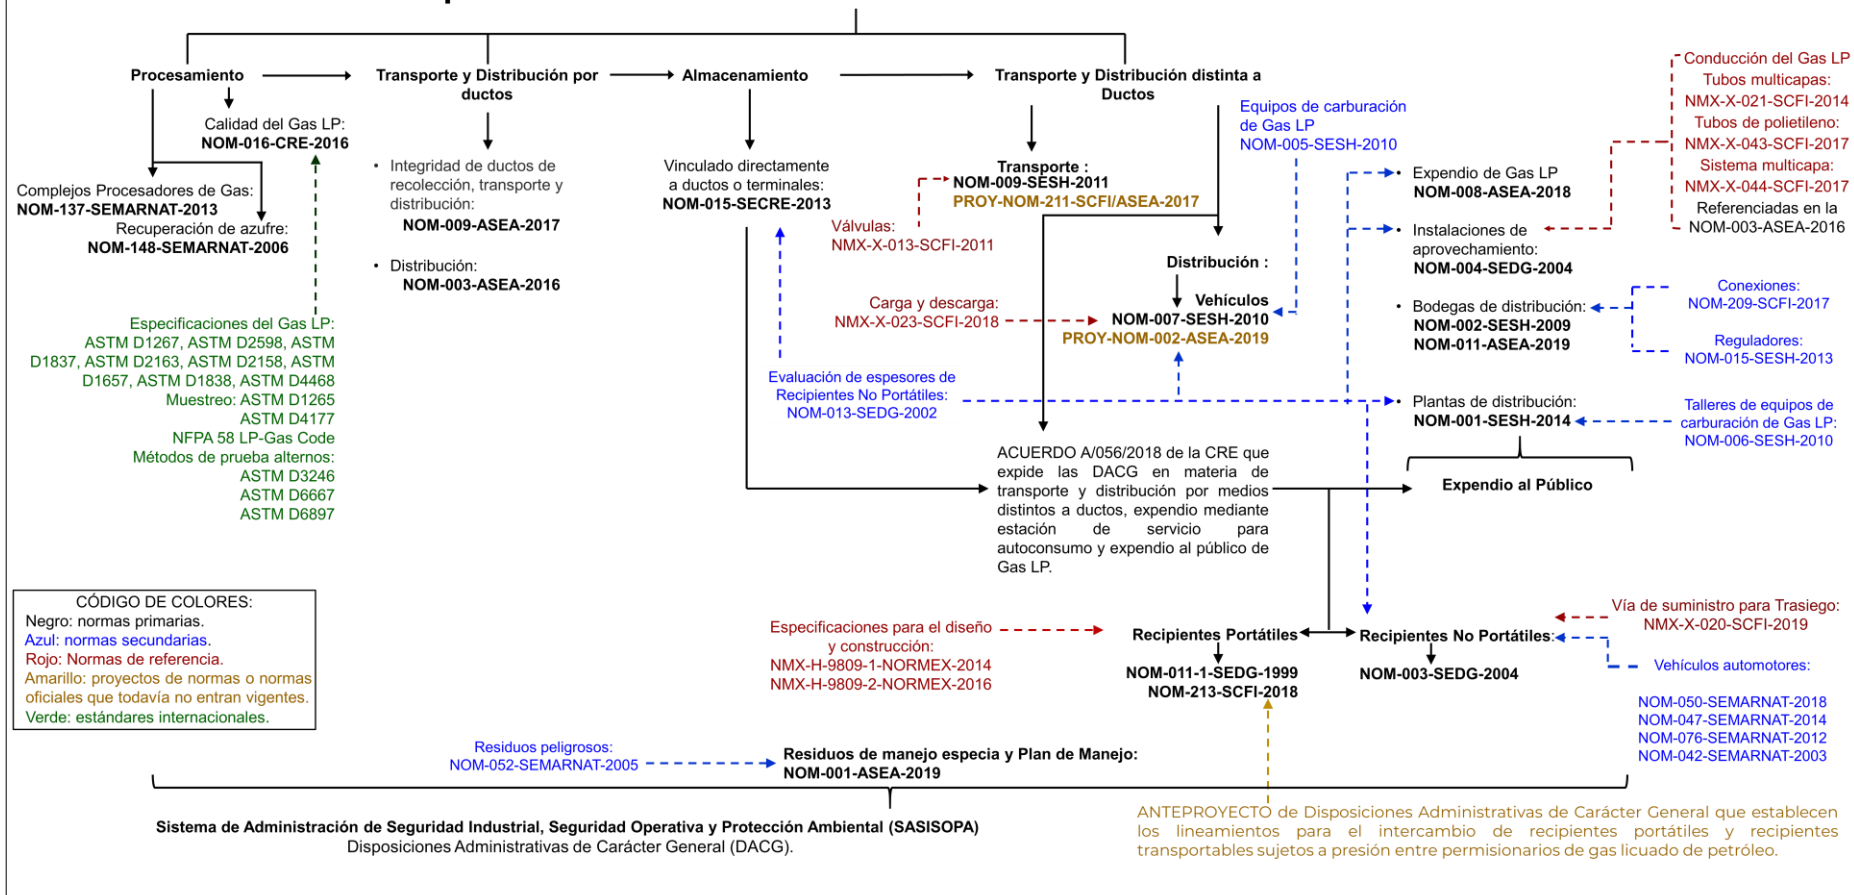 Procesamiento
Transporte y Distribución por
ductos
Almacenamiento
Transporte y Distribución distinta a
Ductos
Calidad del Gas LP:
NOM-016-CRE-2016
Complejos Procesadores de Gas:
NOM-137-SEMARNAT-2013
Recuperación de azufre:
NOM-148-SEMARNAT-2006
• Integridad de ductos de
recolección, transporte y
distribución:
NOM-009-ASEA-2017
• Distribución:
NOM-003-ASEA-2016
Vinculado directamente
a ductos o terminales:
NOM-015-SECRE-2013
Transporte :
NOM-009-SESH-2011
PROY-NOM-211-SCFI/ASEA-2017
Válvulas:
NMX-X-013-SCFI-2011
Equipos de carburación
de Gas LP
NOM-005-SESH-2010
Distribución :
Vehículos
NOM-007-SESH-2010
PROY-NOM-002-ASEA-2019
Carga y descarga:
NMX-X-023-SCFI-2018
Evaluación de espesores de
Recipientes No Portátiles:
NOM-013-SEDG-2002
• Expendio de Gas LP
NOM-008-ASEA-2018
• Instalaciones de
aprovechamiento:
NOM-004-SEDG-2004
• Bodegas de distribución:
NOM-002-SESH-2009
NOM-011-ASEA-2019
• Plantas de distribución:
NOM-001-SESH-2014
Expendio al Público
Conducción del Gas LP
Tubos multicapas:
NMX-X-021-SCFI-2014
Tubos de polietileno:
NMX-X-043-SCFI-2017
Sistema multicapa:
NMX-X-044-SCFI-2017
Referenciadas en la
NOM-003-ASEA-2016
Conexiones:
NOM-209-SCFI-2017
Reguladores:
NOM-015-SESH-2013
Talleres de equipos de
carburación de Gas LP:
NOM-006-SESH-2010
Especificaciones del Gas LP:
ASTM D1267, ASTM D2598, ASTM
D1837, ASTM D2163, ASTM D2158, ASTM
D1657, ASTM D1838, ASTM D4468
Muestreo: ASTM D1265
ASTM D4177
NFPA 58 LP-Gas Code
Métodos de prueba alternos:
ASTM D3246
ASTM D6667
ASTM D6897
ACUERDO A/056/2018 de la CRE que
expide las DACG en materia de
transporte y distribución por medios
distintos a ductos, expendio mediante
estación de servicio para
autoconsumo y expendio al público de
Gas LP.
CÓDIGO DE COLORES:
Negro: normas primarias.
Azul: normas secundarias.
Rojo: Normas de referencia.
Amarillo: proyectos de normas o normas
oficiales que todavía no entran vigentes.
Verde: estándares internacionales.
Especificaciones para el diseño
y construcción:
NMX-H-9809-1-NORMEX-2014
NMX-H-9809-2-NORMEX-2016
Recipientes Portátiles
NOM-011-1-SEDG-1999
NOM-213-SCFI-2018
Recipientes No Portátiles:
NOM-003-SEDG-2004
Vía de suministro para Trasiego:
NMX-X-020-SCFI-2019
Vehículos automotores:
NOM-050-SEMARNAT-2018
NOM-047-SEMARNAT-2014
NOM-076-SEMARNAT-2012
NOM-042-SEMARNAT-2003
Residuos peligrosos:
NOM-052-SEMARNAT-2005
Residuos de manejo especia y Plan de Manejo:
NOM-001-ASEA-2019
Sistema de Administración de Seguridad Industrial, Seguridad Operativa y Protección Ambiental (SASISOPA)
Disposiciones Administrativas de Carácter General (DACG).
ANTEPROYECTO de Disposiciones Administrativas de Carácter General que establecen
los lineamientos para el intercambio de recipientes portátiles y recipientes
transportables sujetos a presión entre permisionarios de gas licuado de petróleo.